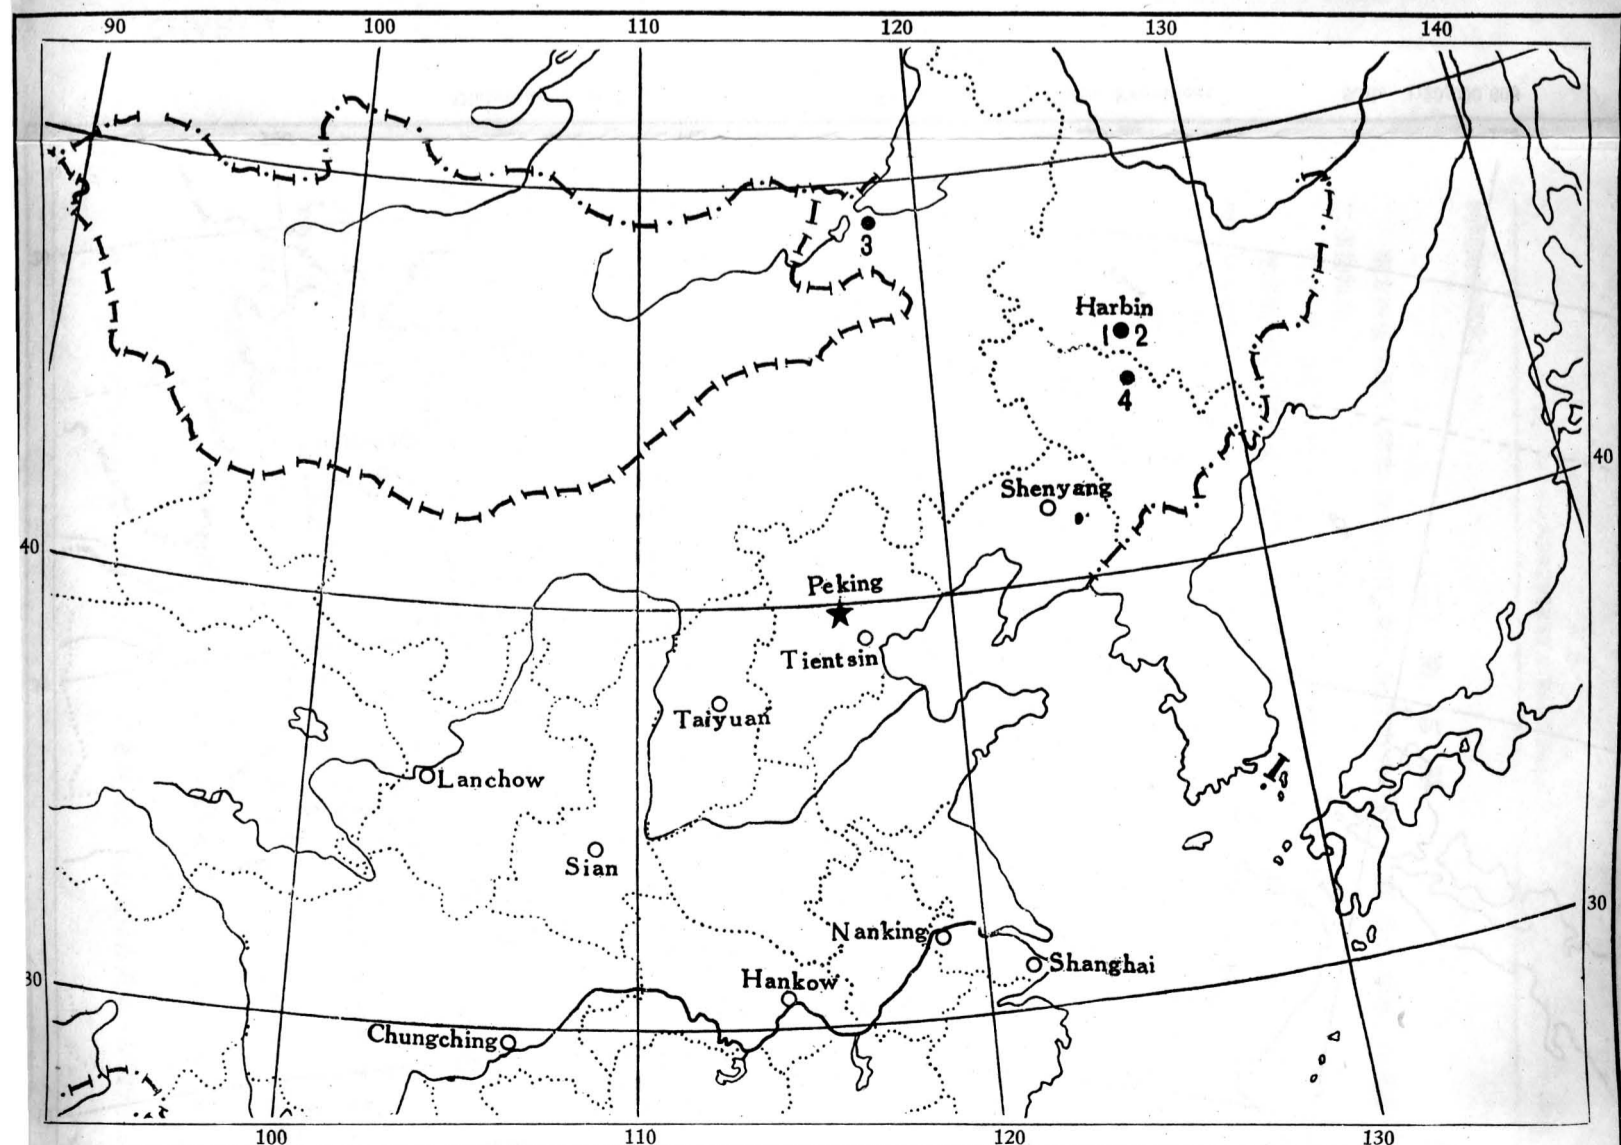 90 100 110 120 130 140
3
Harbin
1 2
4
40
Shenyang
40
Peking
Tientsin
Taiyuan
Lanchow
Sian
30
Nanking
Shanghai
Hankow
30
Chungching
100 110 120 130